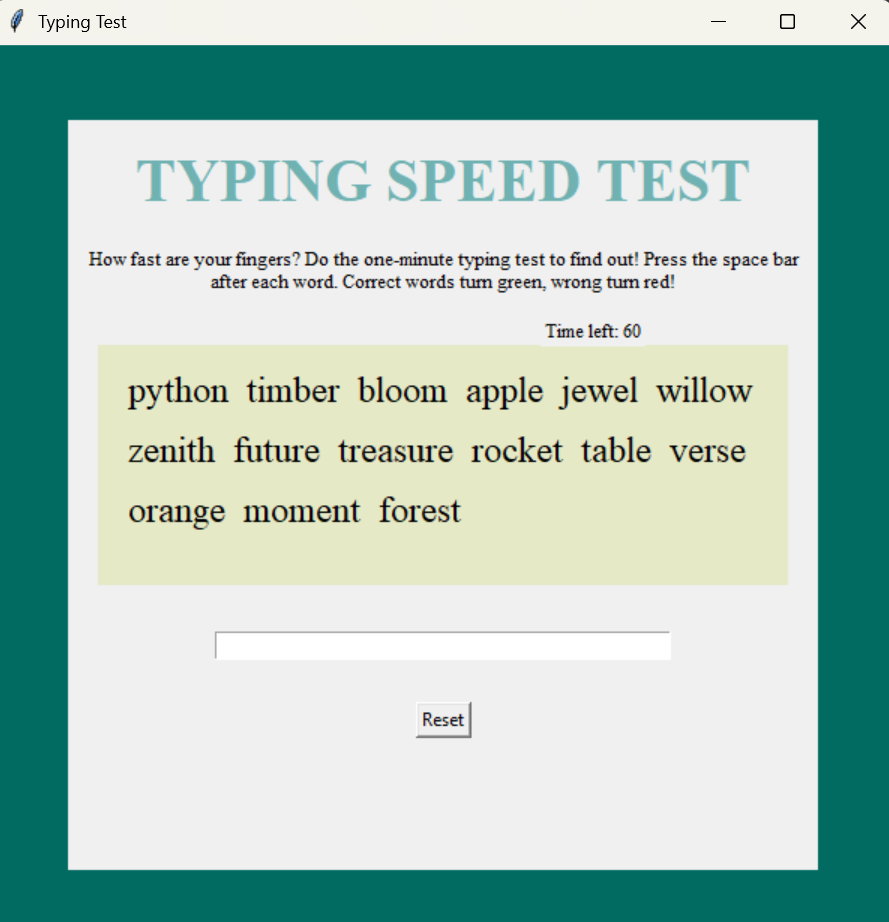 Typing Test
TYPING SPEED TEST
How fast are your fingers? Do the one-minute typing test to find out! Press the space bar
after each word. Correct words turn green, wrong turn red!
Time left: 60
python timber bloom apple jewel willow
zenith future treasure rocket table verse
orange moment forest
Reset